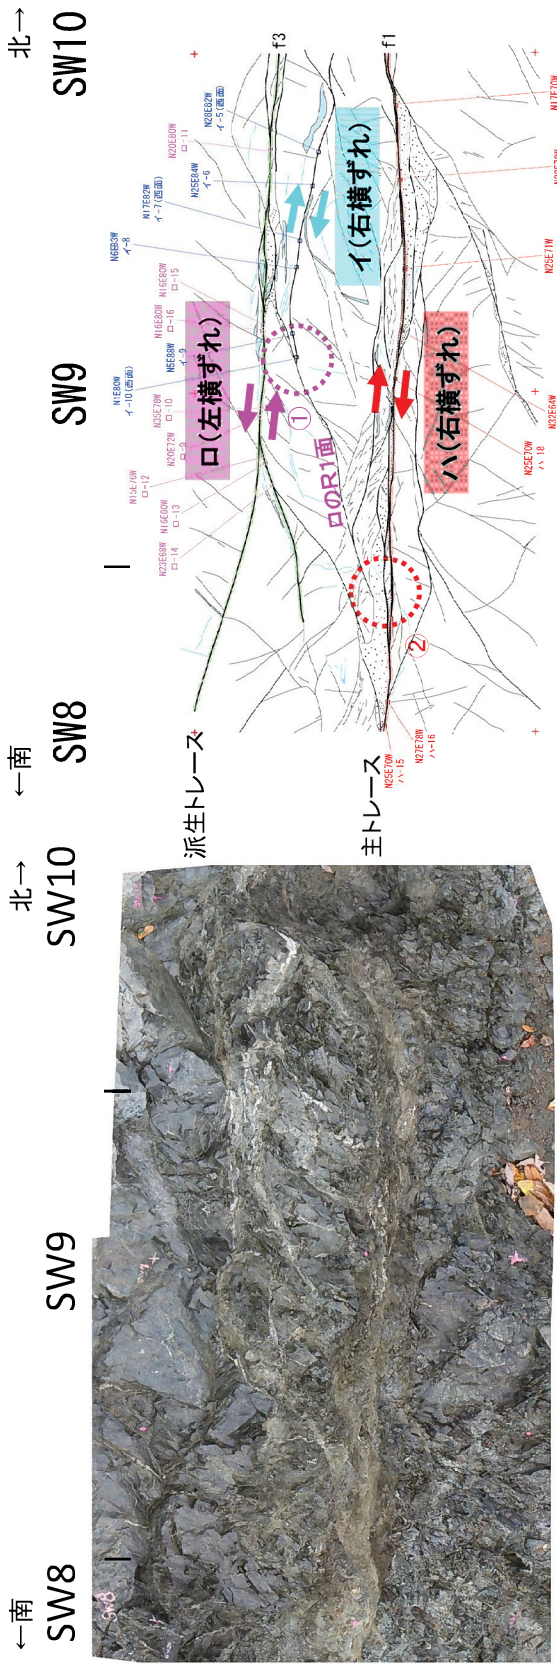 北→
SW10
SW9
SW8
←南
f3
f1
N28E82W
イ-5(西面)
N20E80W
ロ-11
N25E84W
イ-6
N17E82W
イ-7(西面)
イ-8
N16E80W
ロ-15
N16E80W
ロ-16
N5E88W
イ-9
N1E80W
イ-10(西面)
N35E78W
ロ-10
N20E72W
ロ-9
ロ-12
N16E80W
ロ-13
N23E68W
ロ-14
イ(右横ずれ)
ロ(左横ずれ)
ハ(右横ずれ)
①
ロのR1面
②
N17E70W
N25E71W
N32E64W
N25E70W
ハ-18
N27E78W
ハ-16
N25E70W
ハ-15
派生トレース
主トレース
北→
SW10
SW9
SW8
←南